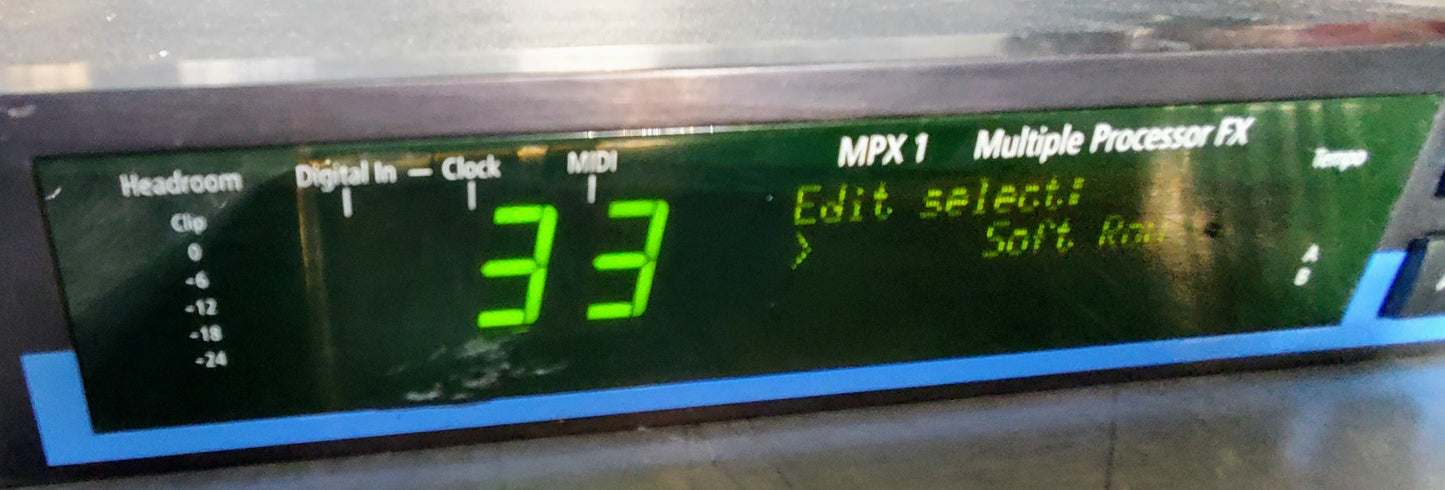 MPX 1 Multiple Processor FX
Headroom
Digital In — Clock
MIDI
Tempo
Clip
0
-6
-12
-18
-24
33
Edit select:
> Soft
A
B